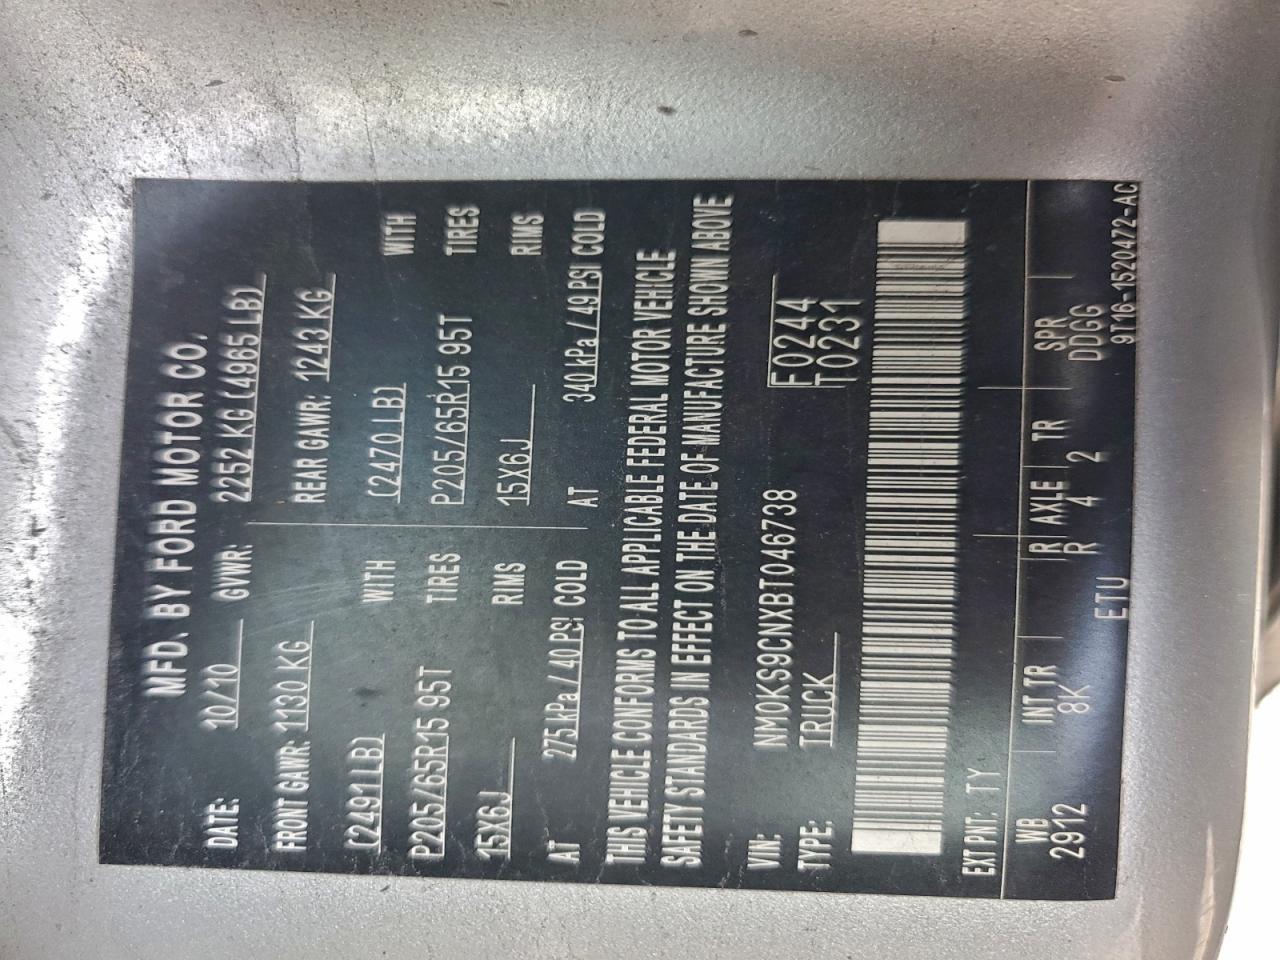 MFD. BY FORD MOTOR CO.
DATE: 10/10 GVWR: 2252 KG (4965 LB)
FRONT GAWR: 1130 KG REAR GAWR: 1243 KG
(2491LB) WITH (2470LB) WITH
P205/65R15 95T TIRES P205/65R15 95T TIRES
15X6J RIMS 15X6J RIMS
AT 275 kPa / 40 PSI COLD AT 340 kPa / 49 PSI COLD
THIS VEHICLE CONFORMS TO ALL APPLICABLE FEDERAL MOTOR VEHICLE
SAFETY STANDARDS IN EFFECT ON THE DATE OF MANUFACTURE SHOWN ABOVE
VIN: NM0KS9CNXBT046738 F0244
TYPE: TRUCK T0231
EXT PNT: TY
WB INT TR R AXLE TR SPR
2912 8K R 4 2 DDGG
ETU 9T16-1520472-AC